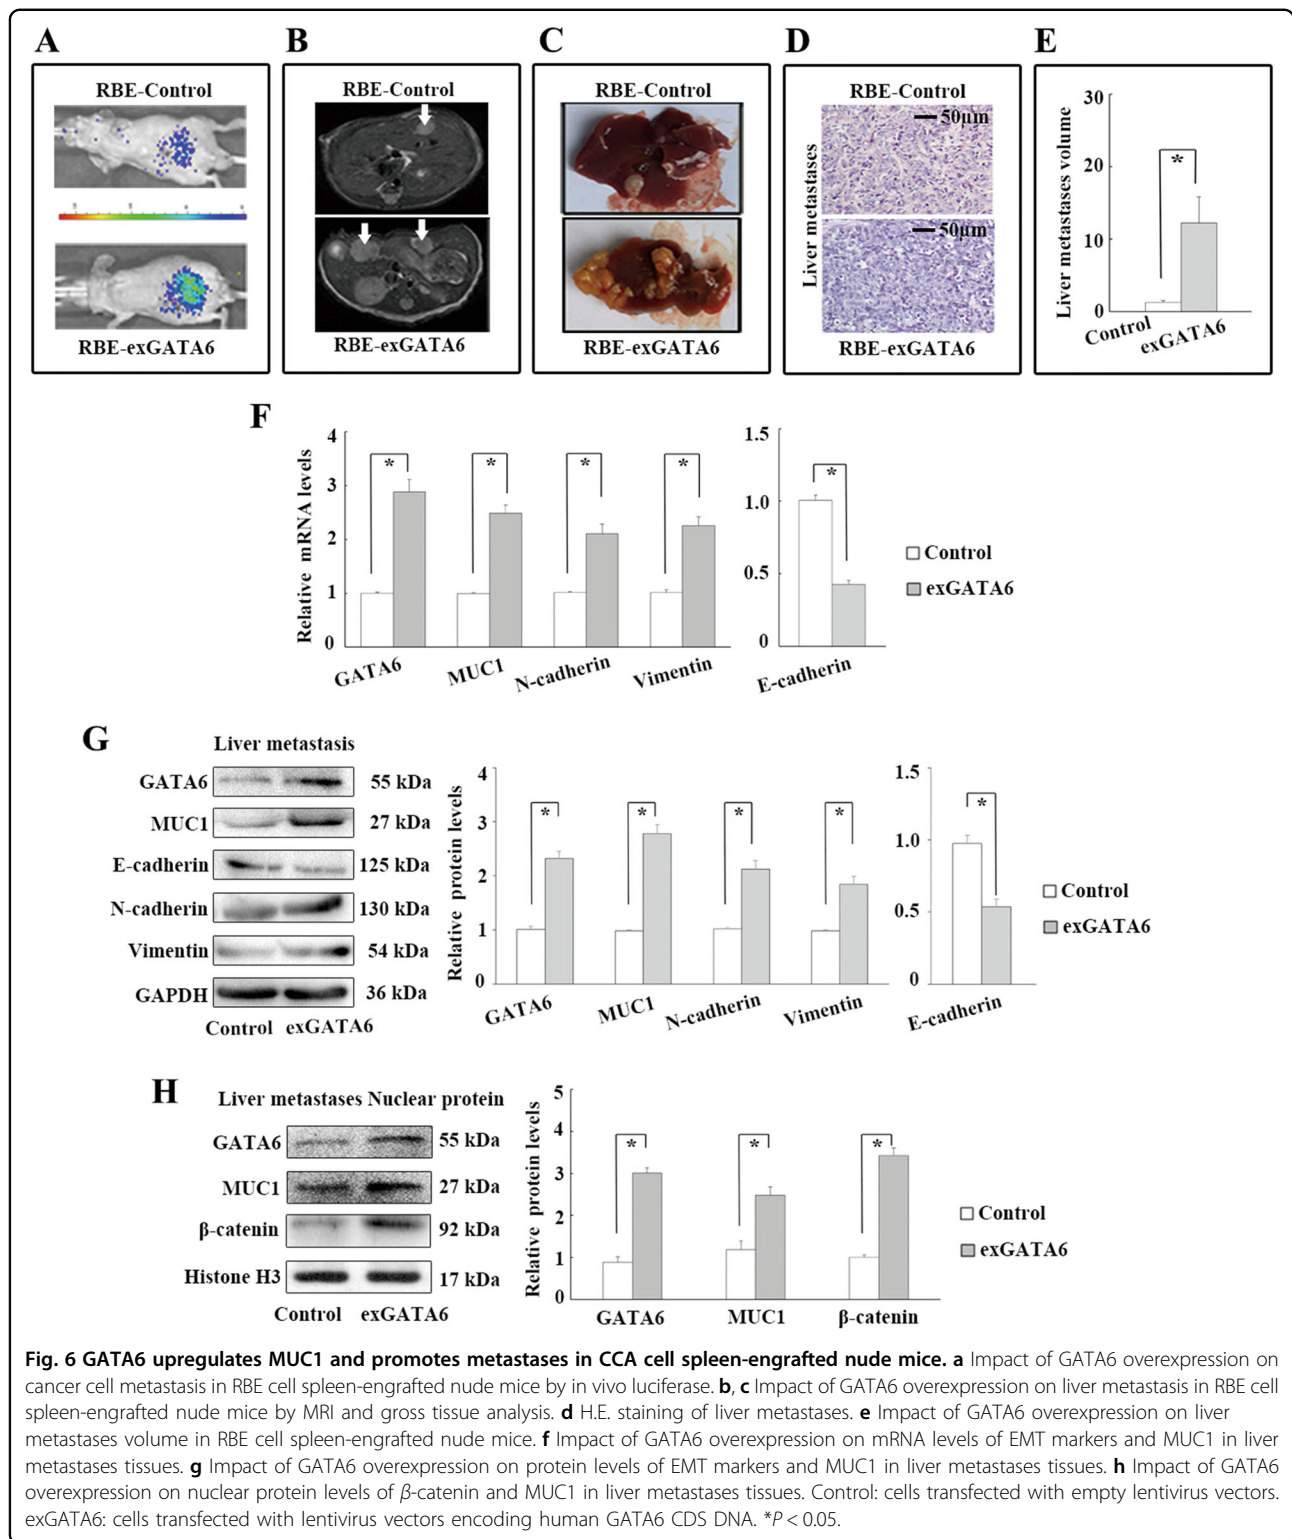 A
B
C
D
E
RBE-Control
RBE-exGATA6
RBE-Control
RBE-exGATA6
RBE-Control
RBE-exGATA6
RBE-Control
Liver metastases
50μm
50μm
RBE-exGATA6
Liver metastases volume
30
20
10
0
*
Control
exGATA6
F
Relative mRNA levels
4
3
2
1
0
* * * *
GATA6 MUC1 N-cadherin Vimentin
1.5
1.0
0.5
0
*
E-cadherin
Control
exGATA6
G
Liver metastasis
GATA6 55 kDa
MUC1 27 kDa
E-cadherin 125 kDa
N-cadherin 130 kDa
Vimentin 54 kDa
GAPDH 36 kDa
Control exGATA6
Relative protein levels
4
3
2
1
0
* * * *
GATA6 MUC1 N-cadherin Vimentin
1.5
1.0
0.5
0
*
E-cadherin
Control
exGATA6
H
Liver metastases Nuclear protein
GATA6 55 kDa
MUC1 27 kDa
β-catenin 92 kDa
Histone H3 17 kDa
Control exGATA6
Relative protein levels
5
4
3
2
1
0
* * *
GATA6 MUC1 β-catenin
Control
exGATA6
Fig. 6 GATA6 upregulates MUC1 and promotes metastases in CCA cell spleen-engrafted nude mice. a Impact of GATA6 overexpression on
cancer cell metastasis in RBE cell spleen-engrafted nude mice by in vivo luciferase. b, c Impact of GATA6 overexpression on liver metastasis in RBE cell
spleen-engrafted nude mice by MRI and gross tissue analysis. d H.E. staining of liver metastases. e Impact of GATA6 overexpression on liver
metastases volume in RBE cell spleen-engrafted nude mice. f Impact of GATA6 overexpression on mRNA levels of EMT markers and MUC1 in liver
metastases tissues. g Impact of GATA6 overexpression on protein levels of EMT markers and MUC1 in liver metastases tissues. h Impact of GATA6
overexpression on nuclear protein levels of β-catenin and MUC1 in liver metastases tissues. Control: cells transfected with empty lentivirus vectors.
exGATA6: cells transfected with lentivirus vectors encoding human GATA6 CDS DNA. *P < 0.05.